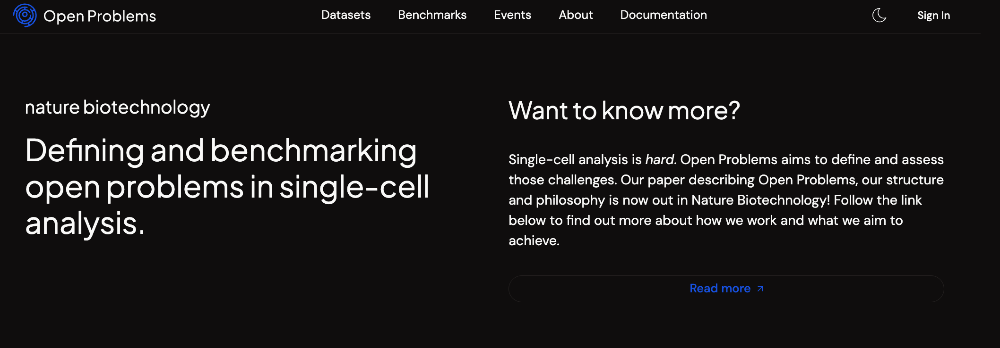 Open Problems
Datasets
Benchmarks
Events
About
Documentation
Sign In
nature biotechnology
Defining and benchmarking
open problems in single-cell
analysis.
Want to know more?
Single-cell analysis is hard. Open Problems aims to define and assess
those challenges. Our paper describing Open Problems, our structure
and philosophy is now out in Nature Biotechnology! Follow the link
below to find out more about how we work and what we aim to
achieve.
Read more